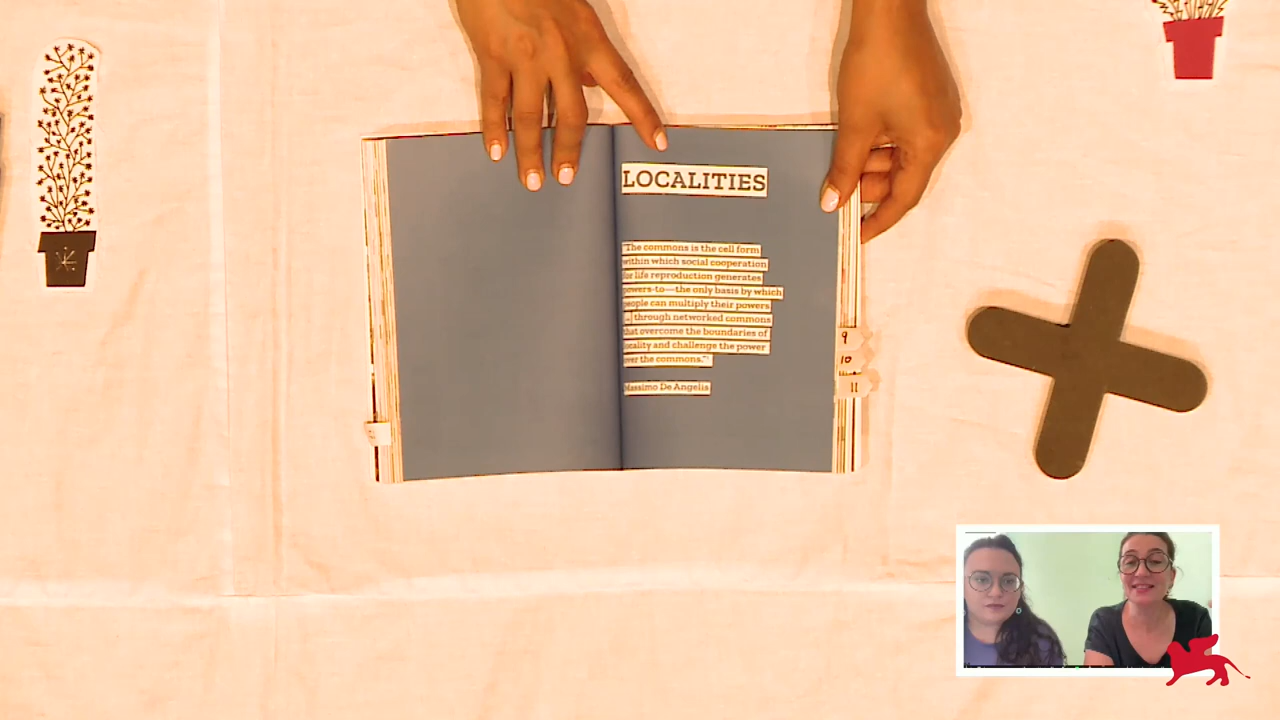 LOCALITIES
"The commons is the cell form
within which social cooperation
for life reproduction generates
powers-to—the only basis by which
people can multiply their powers
[...] through networked commons
that overcome the boundaries of
locality and challenge the power
over the commons."¹
Massimo De Angelis
9
10
11